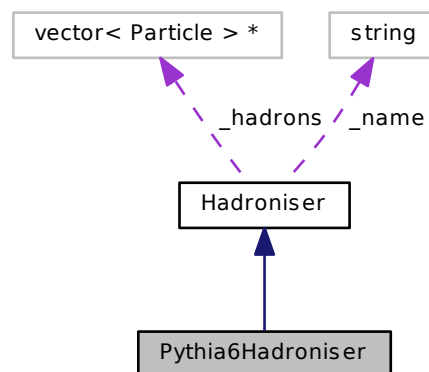 vector< Particle > *
string
_hadrons
_name
Hadroniser
Pythia6Hadroniser